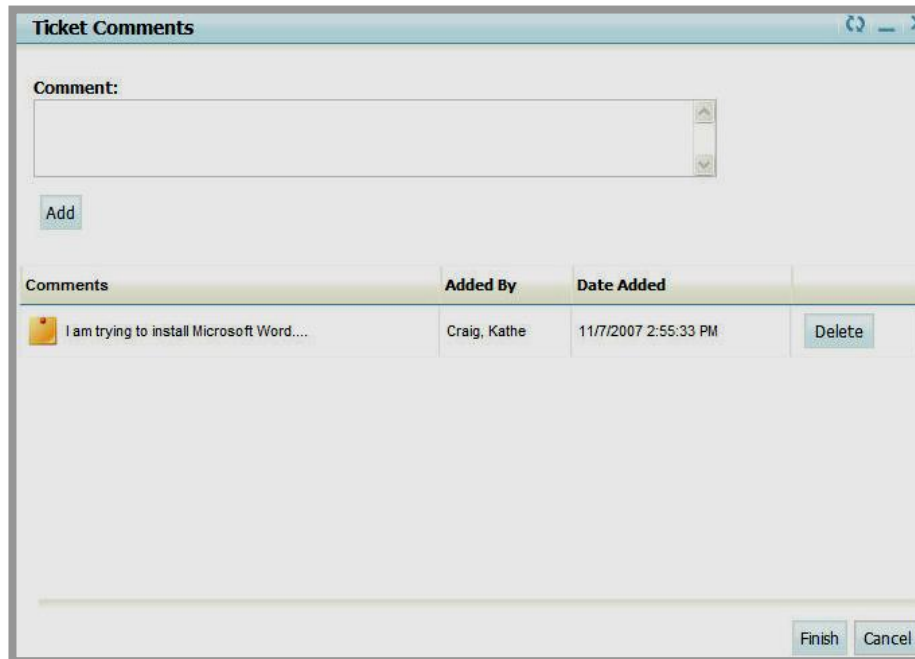 Ticket Comments
Comment:
Add
Comments Added By Date Added
I am trying to install Microsoft Word.... Craig, Kathe 11/7/2007 2:55:33 PM Delete
Finish Cancel